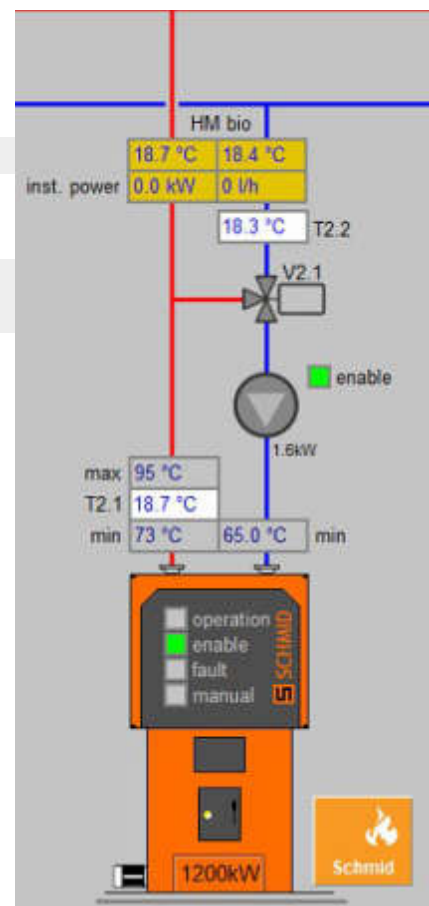 HM bio
18.7 °C 18.4 °C
inst. power 0.0 kW 0 l/h
18.3 °C T2.2
V2.1
enable
1.6kW
max 95 °C
T2.1 18.7 °C
min 73 °C 65.0 °C min
operation
enable
fault
manual
SCHMID
1200kW
Schmid